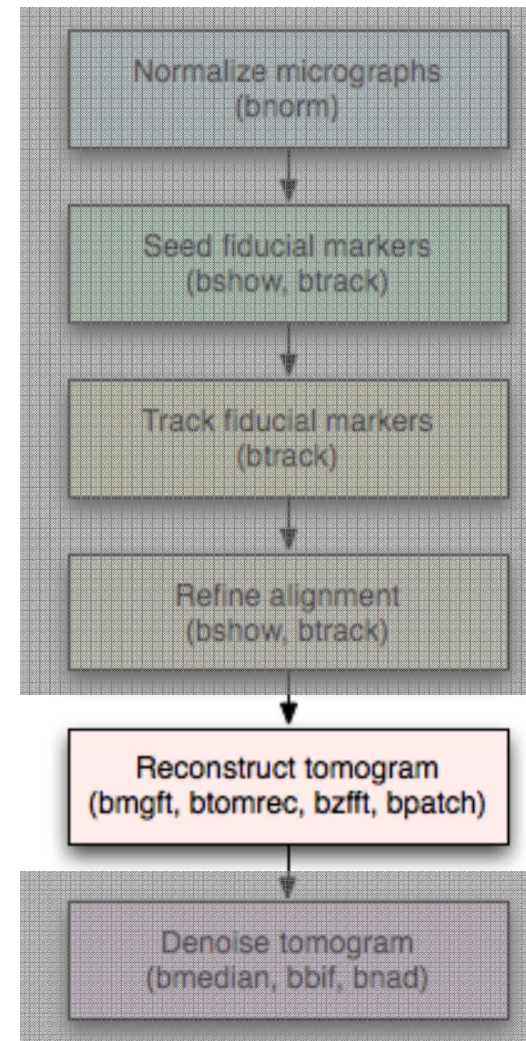 Normalize micrographs
(bnorm)
Seed fiducial markers
(bshow, btrack)
Track fiducial markers
(btrack)
Refine alignment
(bshow, btrack)
Reconstruct tomogram
(bmgft, btomrec, bzfft, bpatch)
Denoise tomogram
(bmedian, bbif, bnad)